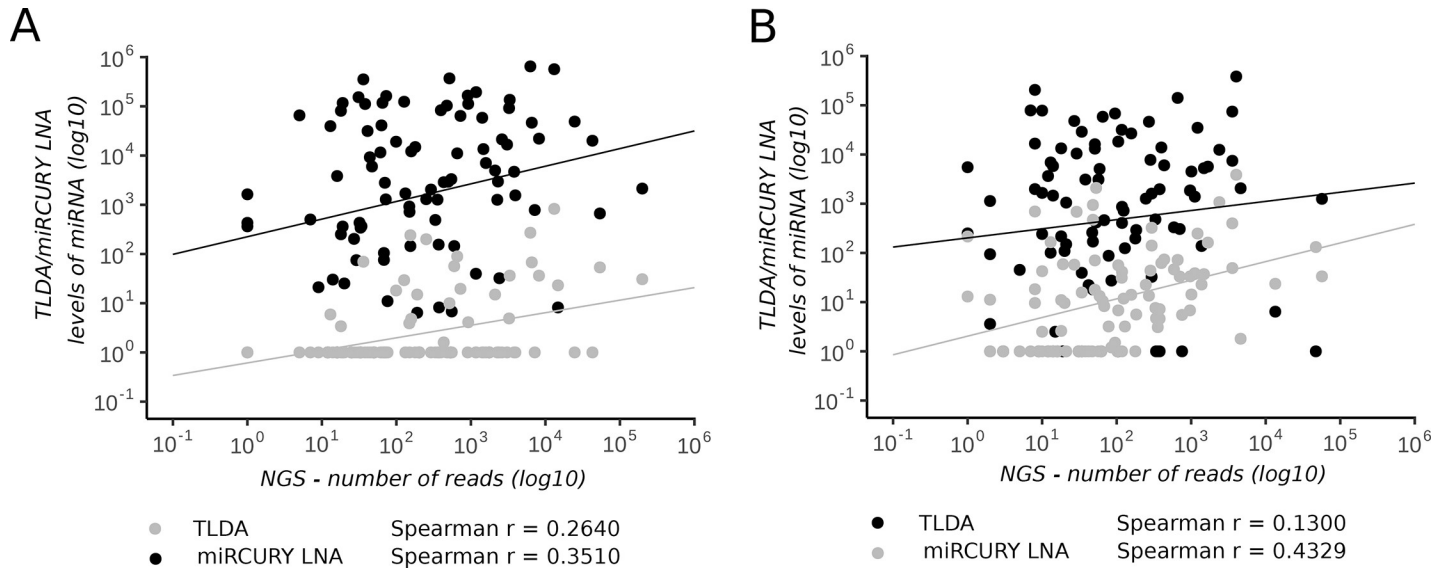 A
TLDA/miRCURY LNA
levels of miRNA (log10)
10^6
10^5
10^4
10^3
10^2
10^1
10^0
10^-1
10^-1 10^0 10^1 10^2 10^3 10^4 10^5 10^6
NGS - number of reads (log10)
TLDA Spearman r = 0.2640
miRCURY LNA Spearman r = 0.3510
B
TLDA/miRCURY LNA
levels of miRNA (log10)
10^6
10^5
10^4
10^3
10^2
10^1
10^0
10^-1
10^-1 10^0 10^1 10^2 10^3 10^4 10^5 10^6
NGS - number of reads (log10)
TLDA Spearman r = 0.1300
miRCURY LNA Spearman r = 0.4329